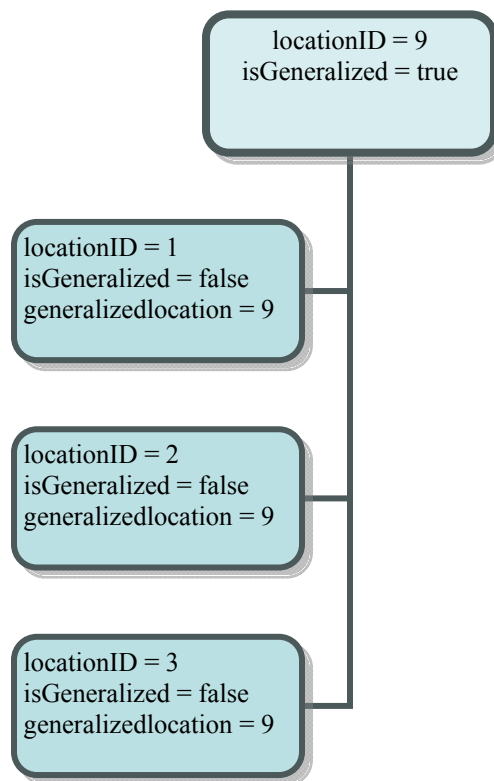 locationID = 9
isGeneralized = true
locationID = 1
isGeneralized = false
generalizedlocation = 9
locationID = 2
isGeneralized = false
generalizedlocation = 9
locationID = 3
isGeneralized = false
generalizedlocation = 9